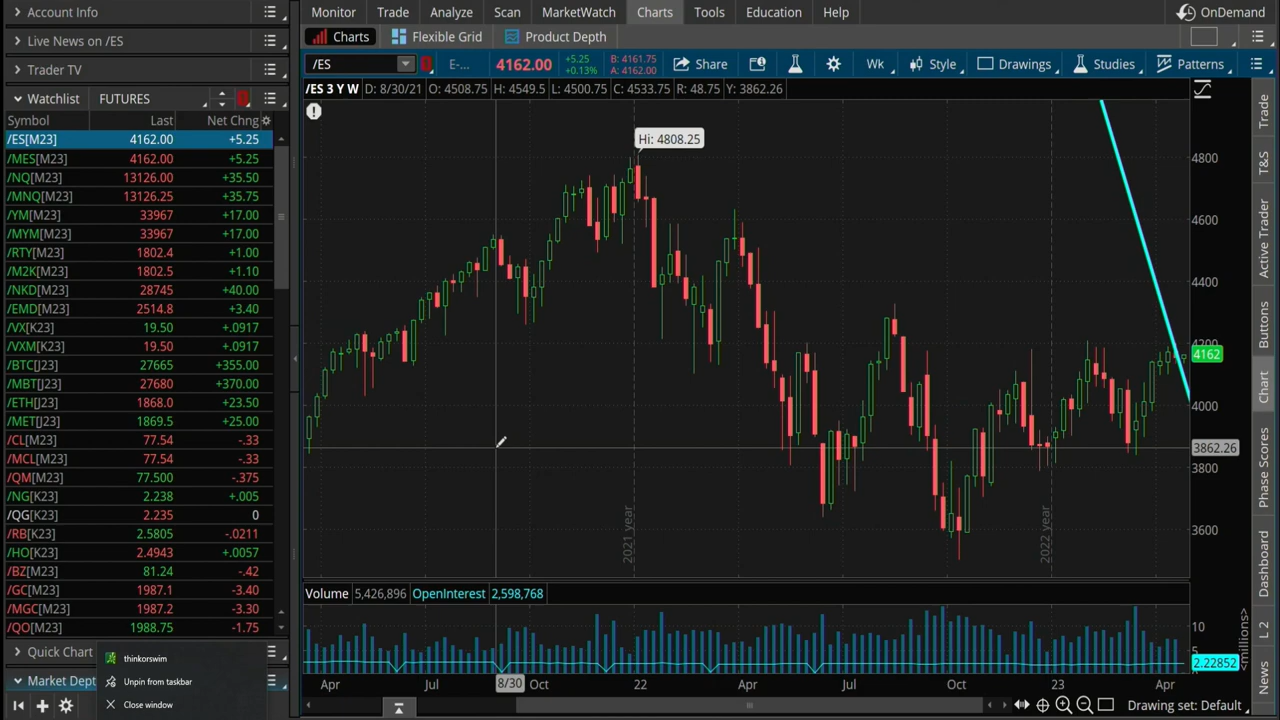 Account Info
Live News on /ES
Trader TV
Watchlist FUTURES
Symbol Last Net Chng
/ES[M23] 4162.00 +5.25
/MES[M23] 4162.00 +5.25
/NQ[M23] 13126.00 +35.50
/MNQ[M23] 13126.25 +35.75
/YM[M23] 33967 +17.00
/MYM[M23] 33967 +17.00
/RTY[M23] 1802.4 +1.00
/M2K[M23] 1802.5 +1.10
/NKD[M23] 28745 +40.00
/EMD[M23] 2514.8 +3.40
/VX[K23] 19.50 +.0917
/VXM[K23] 19.50 +.0917
/BTC[J23] 27665 +355.00
/MBT[J23] 27680 +370.00
/ETH[J23] 1868.0 +23.50
/MET[J23] 1869.5 +25.00
/CL[M23] 77.54 -.33
/MCL[M23] 77.54 -.33
/QM[M23] 77.500 -.375
/NG[K23] 2.238 +.005
/QG[K23] 2.235 0
/RB[K23] 2.5805 -.0211
/HO[K23] 2.4943 +.0057
/BZ[M23] 81.24 -.42
/GC[M23] 1987.1 -3.40
/MGC[M23] 1987.2 -3.30
/QO[M23] 1988.75 -1.75
Quick Chart
thinkorswim
Market Dept
Unpin from taskbar
Close window
Monitor Trade Analyze Scan MarketWatch Charts Tools Education Help OnDemand
Charts Flexible Grid Product Depth
/ES E-... 4162.00 +5.25 +0.13% B: 4161.75 A: 4162.00 Share Wk Style Drawings Studies Patterns
/ES 3 Y W D: 8/30/21 O: 4508.75 H: 4549.5 L: 4500.75 C: 4533.75 R: 48.75 Y: 3862.26
Hi: 4808.25
4800
4600
4400
4200
4162
4000
3862.26
3800
3600
2021 year
2022 year
Volume 5,426,896 OpenInterest 2,598,768
10
5
2.22852
<millions>
Apr Jul 8/30 Oct 22 Apr Jul Oct 23 Apr
Drawing set: Default
Trade
T&S
Active Trader
Buttons
Chart
Phase Scores
Dashboard
L 2
News